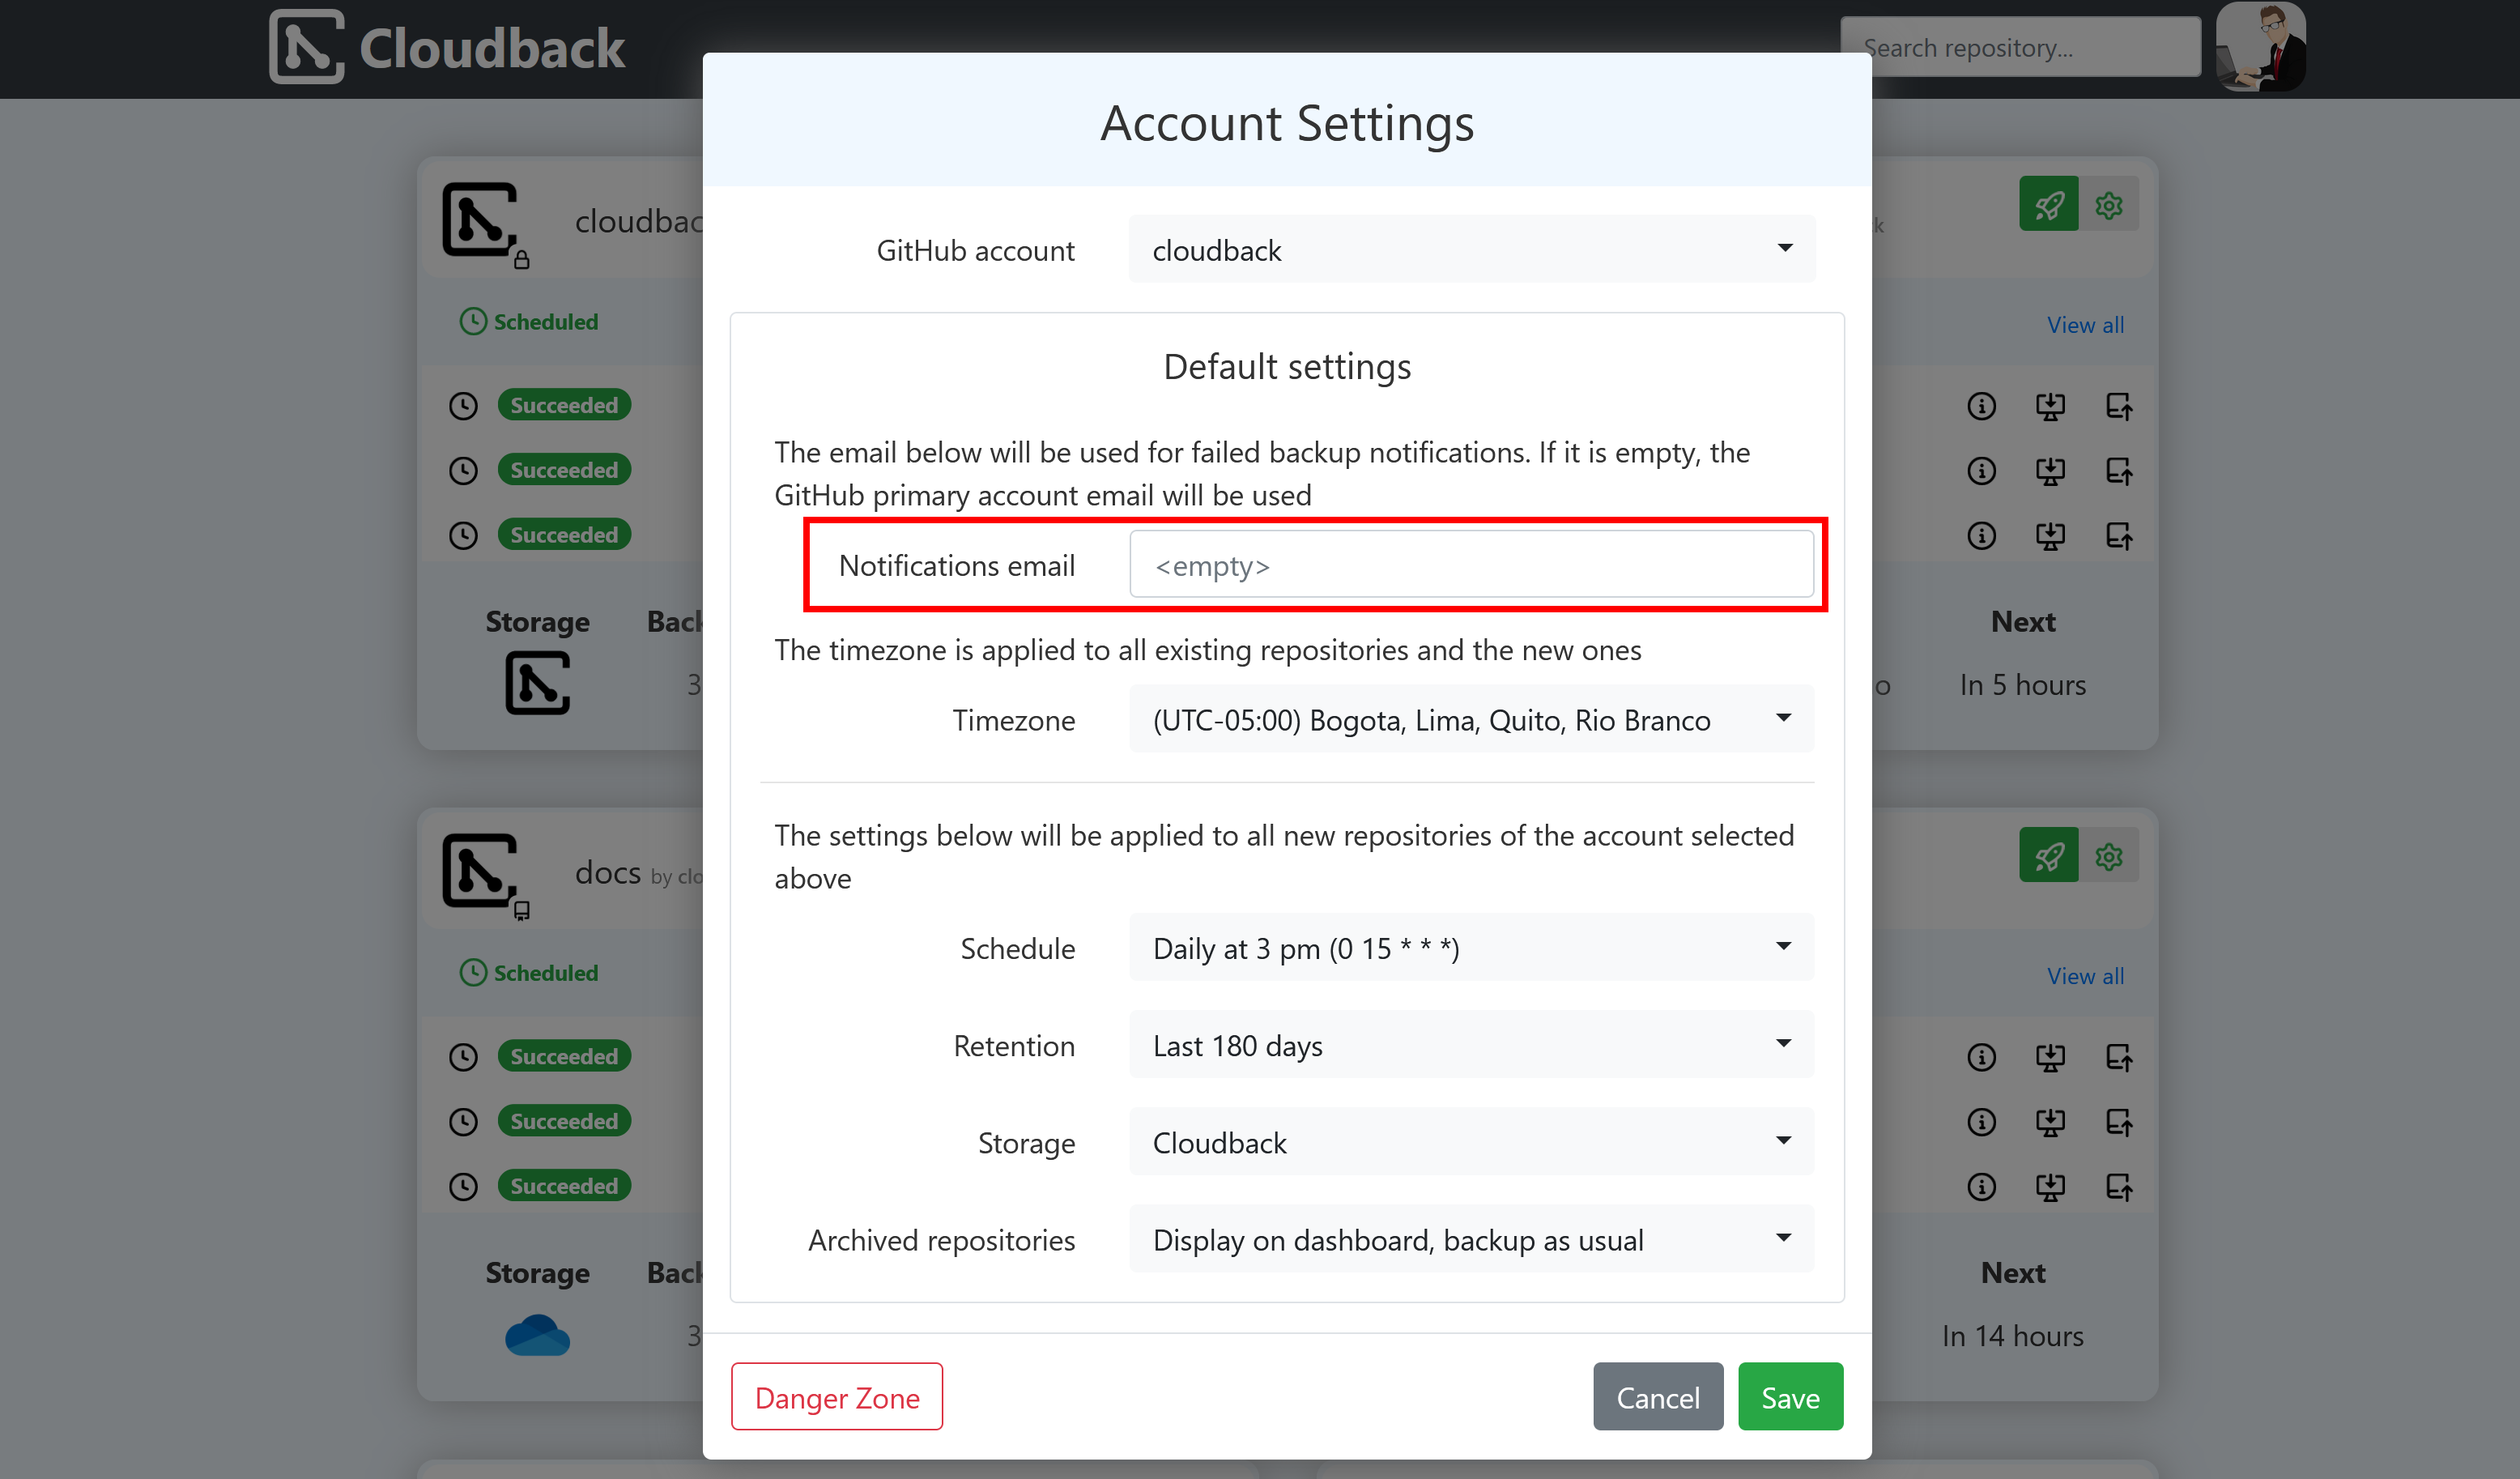 Cloudback
Search repository...
Account Settings
GitHub account
cloudback
Default settings
The email below will be used for failed backup notifications. If it is empty, the
GitHub primary account email will be used
Notifications email
<empty>
The timezone is applied to all existing repositories and the new ones
Timezone
(UTC-05:00) Bogota, Lima, Quito, Rio Branco
The settings below will be applied to all new repositories of the account selected
above
Schedule
Daily at 3 pm (0 15 * * *)
Retention
Last 180 days
Storage
Cloudback
Archived repositories
Display on dashboard, backup as usual
Danger Zone
Cancel
Save
cloudbac
Scheduled
Succeeded
Succeeded
Succeeded
Storage
Back
3
k
View all
o
Next
In 5 hours
docs by clo
Scheduled
Succeeded
Succeeded
Succeeded
Storage
Back
3
View all
Next
In 14 hours